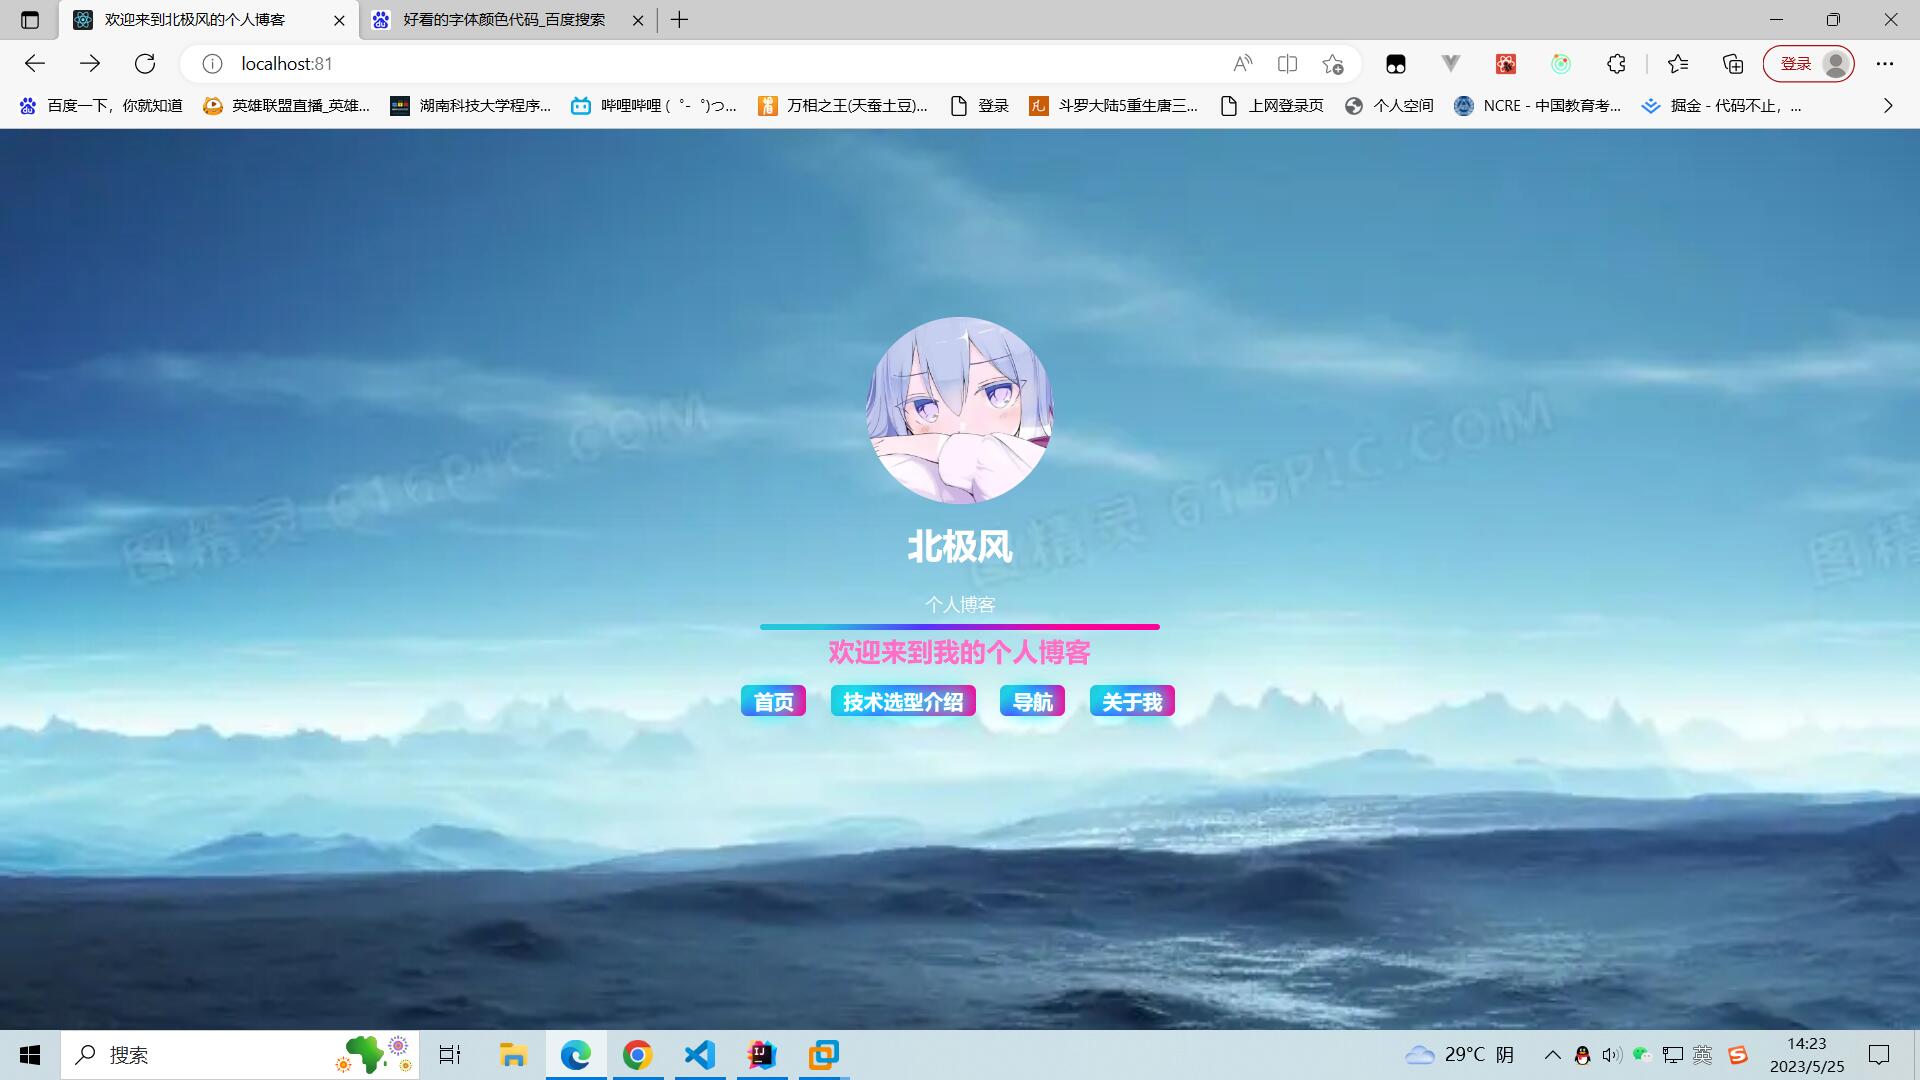 欢迎来到北极风的个人博客
好看的字体颜色代码_百度搜索
localhost:81
登录
百度一下，你就知道
英雄联盟直播_英雄...
湖南科技大学程序...
哔哩哔哩 (゜-゜)つ...
万相之王(天蚕土豆)...
登录
斗罗大陆5重生唐三...
上网登录页
个人空间
NCRE - 中国教育考...
掘金 - 代码不止，...
图精灵 616PIC.COM
图精灵 616PIC.COM
图精
北极风
个人博客
欢迎来到我的个人博客
首页 技术选型介绍 导航 关于我
搜索
29°C 阴
英
14:23
2023/5/25